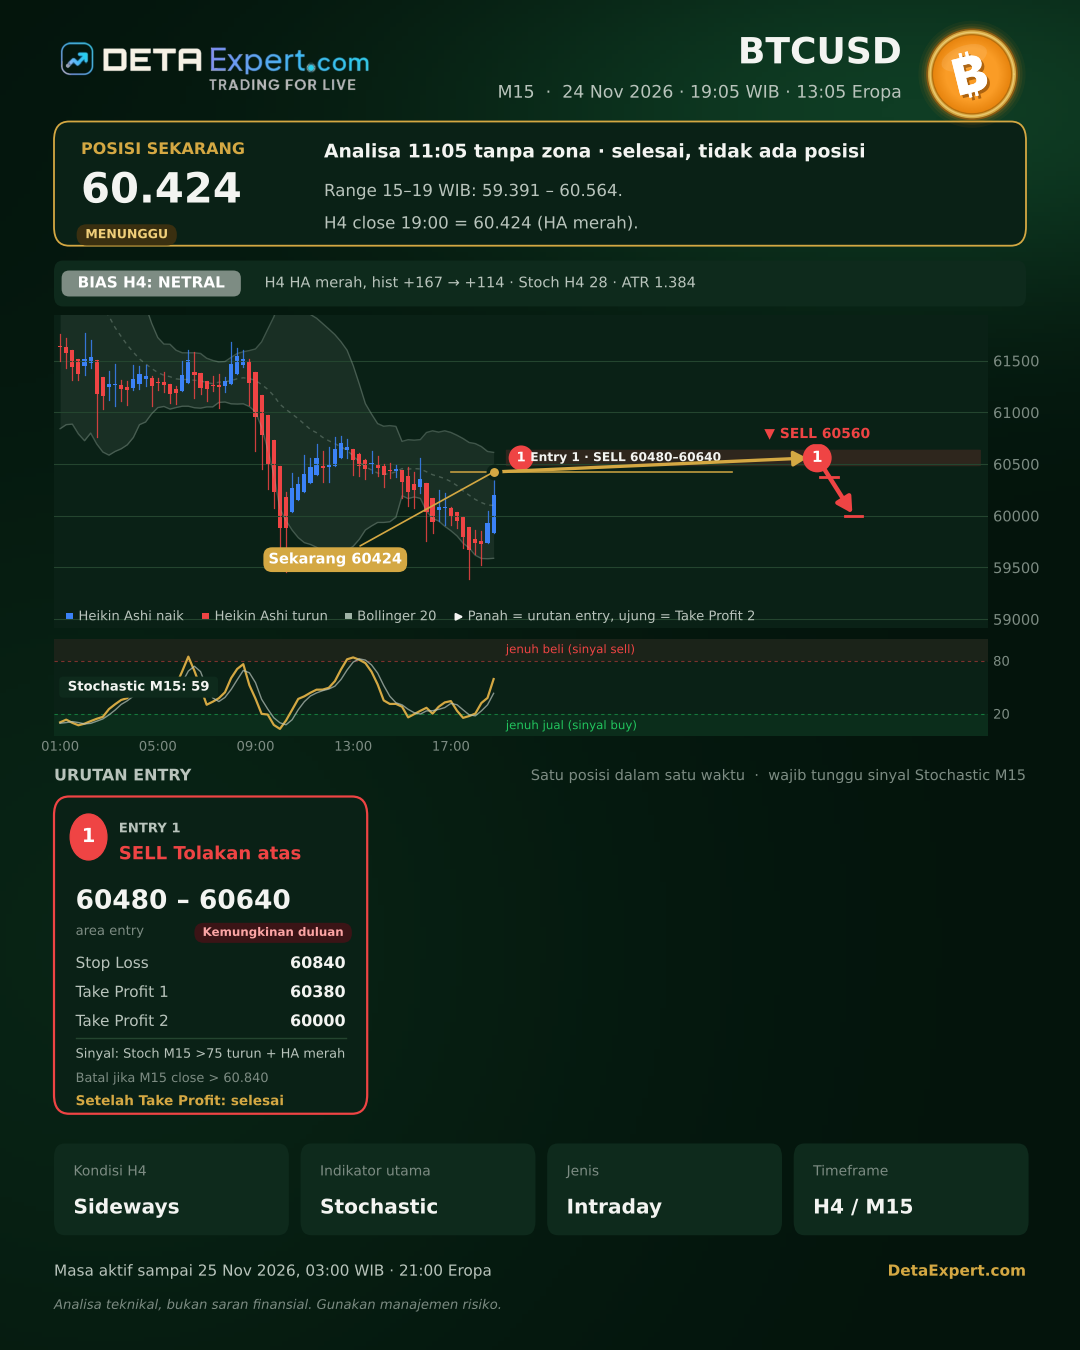 DETA Expert.com
TRADING FOR LIVE
BTCUSD
M15 · 24 Nov 2026 · 19:05 WIB · 13:05 Eropa
POSISI SEKARANG
60.424
MENUNGGU
Analisa 11:05 tanpa zona · selesai, tidak ada posisi
Range 15–19 WIB: 59.391 – 60.564.
H4 close 19:00 = 60.424 (HA merah).
BIAS H4: NETRAL
H4 HA merah, hist +167 → +114 · Stoch H4 28 · ATR 1.384
61500
61000
60500
60000
59500
59000
▼ SELL 60560
1 Entry 1 · SELL 60480–60640
1
Sekarang 60424
Heikin Ashi naik
Heikin Ashi turun
Bollinger 20
Panah = urutan entry, ujung = Take Profit 2
jenuh beli (sinyal sell)
80
Stochastic M15: 59
20
jenuh jual (sinyal buy)
01:00 05:00 09:00 13:00 17:00
URUTAN ENTRY
Satu posisi dalam satu waktu · wajib tunggu sinyal Stochastic M15
1
ENTRY 1
SELL Tolakan atas
60480 – 60640
area entry
Kemungkinan duluan
Stop Loss 60840
Take Profit 1 60380
Take Profit 2 60000
Sinyal: Stoch M15 >75 turun + HA merah
Batal jika M15 close > 60.840
Setelah Take Profit: selesai
Kondisi H4
Sideways
Indikator utama
Stochastic
Jenis
Intraday
Timeframe
H4 / M15
Masa aktif sampai 25 Nov 2026, 03:00 WIB · 21:00 Eropa
DetaExpert.com
Analisa teknikal, bukan saran finansial. Gunakan manajemen risiko.